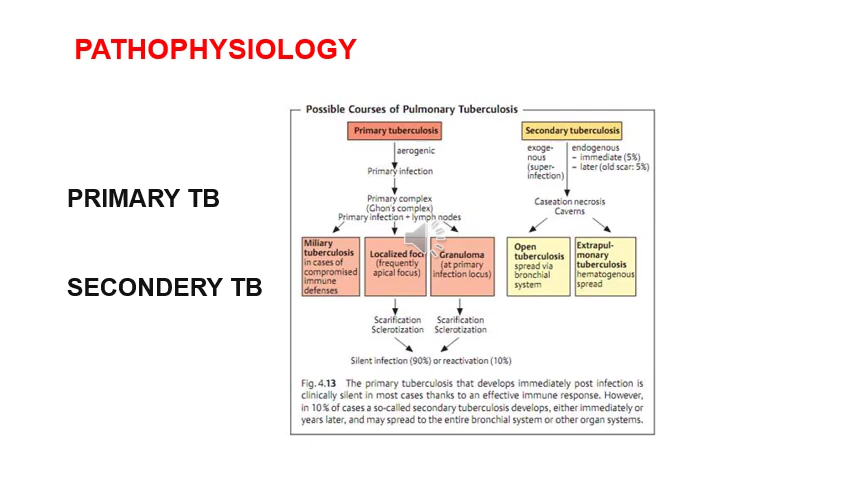 PATHOPHYSIOLOGY
PRIMARY TB
SECONDERY TB
Possible Courses of Pulmonary Tuberculosis
Primary tuberculosis
aerogenic
Primary infection
Primary complex
(Ghon's complex)
Primary infection + lymph nodes
Miliary
tuberculosis
in cases of
compromised
immune
defenses
Localized foc
(frequently
apical focus)
Granuloma
(at primary
infection locus)
Scarification
Sclerotization
Scarification
Sclerotization
Silent infection (90%) or reactivation (10%)
Secondary tuberculosis
exoge-
nous
(super-
infection)
endogenous
– immediate (5%)
– later (old scar: 5%)
Caseation necrosis
Caverns
Open
tuberculosis
spread via
bronchial
system
Extrapul-
monary
tuberculosis
hematogenous
spread
Fig. 4.13 The primary tuberculosis that develops immediately post infection is
clinically silent in most cases thanks to an effective immune response. However,
in 10% of cases a so-called secondary tuberculosis develops, either immediately or
years later, and may spread to the entire bronchial system or other organ systems.